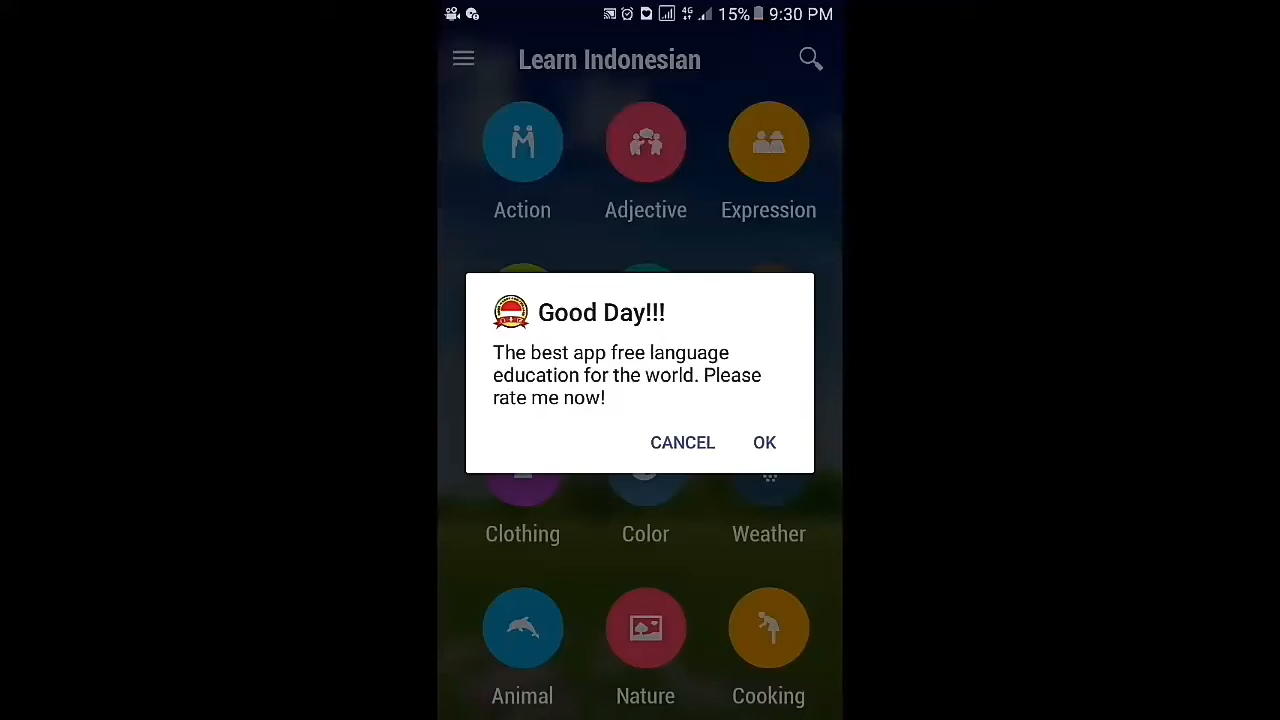 4G 15% 9:30 PM
Learn Indonesian
Action Adjective Expression
Good Day!!!
The best app free language
education for the world. Please
rate me now!
CANCEL OK
Clothing Color Weather
Animal Nature Cooking